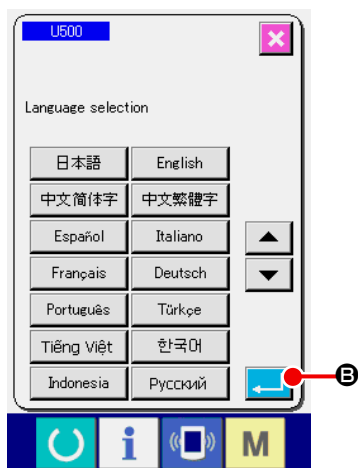 U500
Language selection
日本語 English
中文简体字 中文繁體字
Español Italiano
Français Deutsch
Português Türkçe
Tiếng Việt 한국어
Indonesia Русский
B
i M